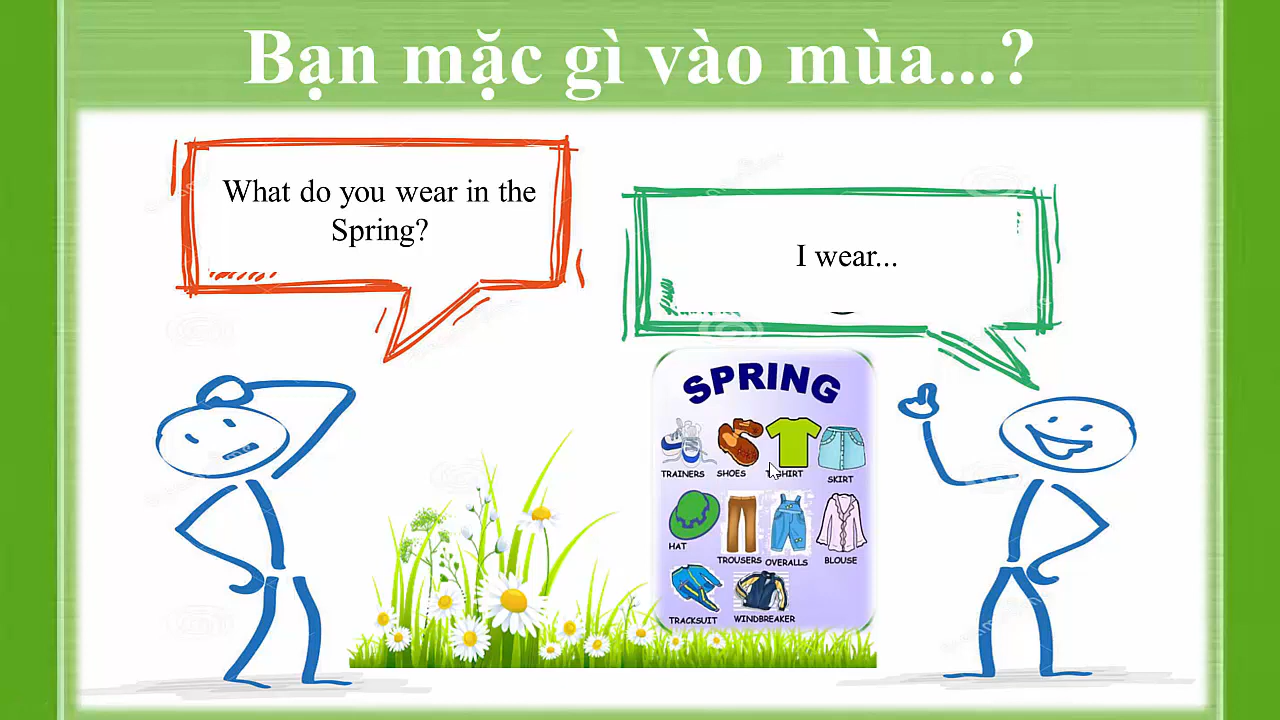 Bạn mặc gì vào mùa...?
What do you wear in the
Spring?
I wear...
SPRING
TRAINERS SHOES T-SHIRT SKIRT
HAT TROUSERS OVERALLS BLOUSE
TRACKSUIT WINDBREAKER